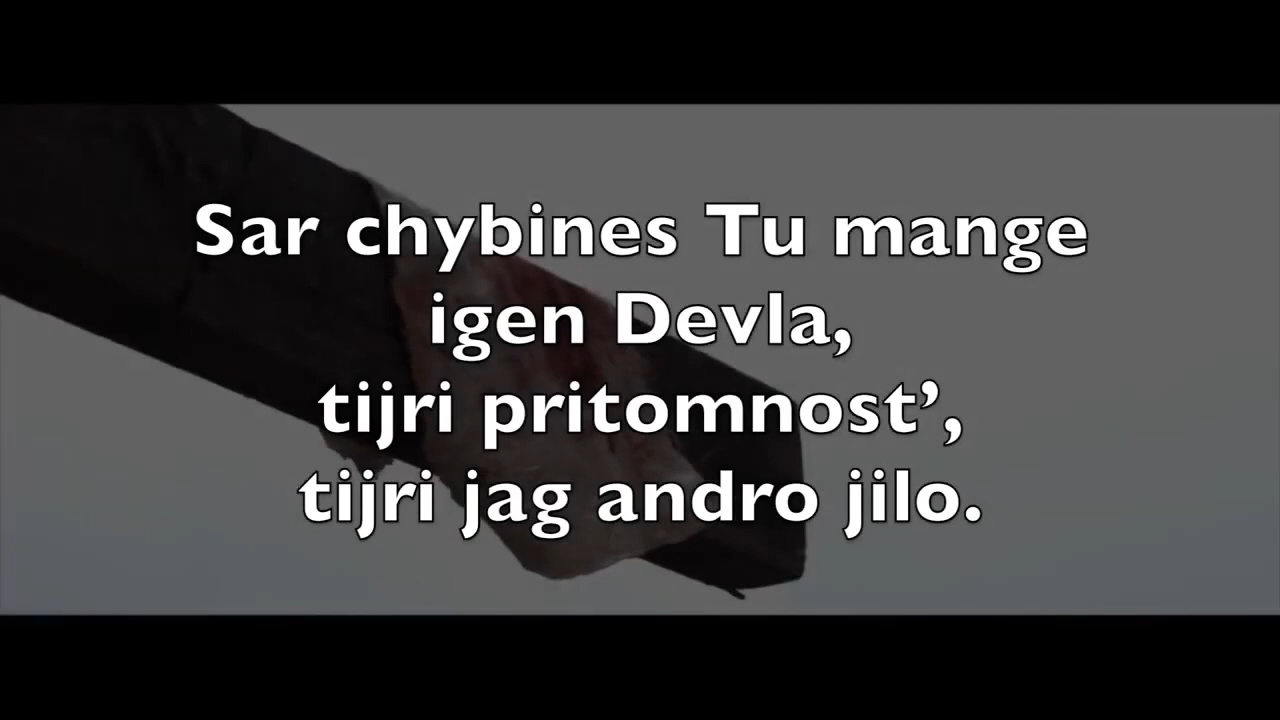 Sar chybines Tu mange
igen Devla,
tijri pritomnost’,
tijri jag andro jilo.